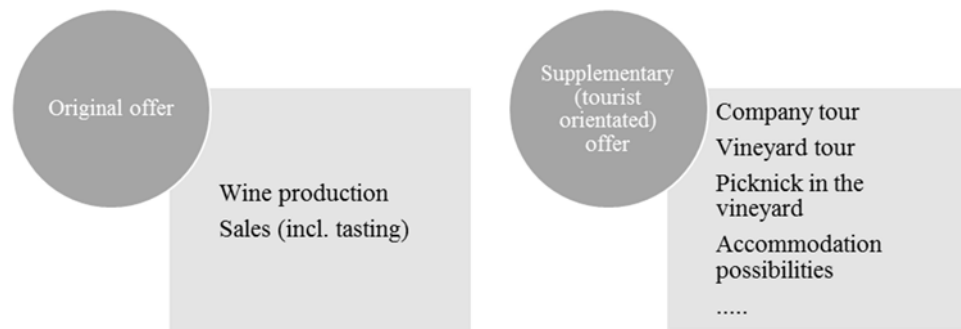 Original offer
Wine production
Sales (incl. tasting)
Supplementary
(tourist
orientated)
offer
Company tour
Vineyard tour
Picknick in the
vineyard
Accommodation
possibilities
.....